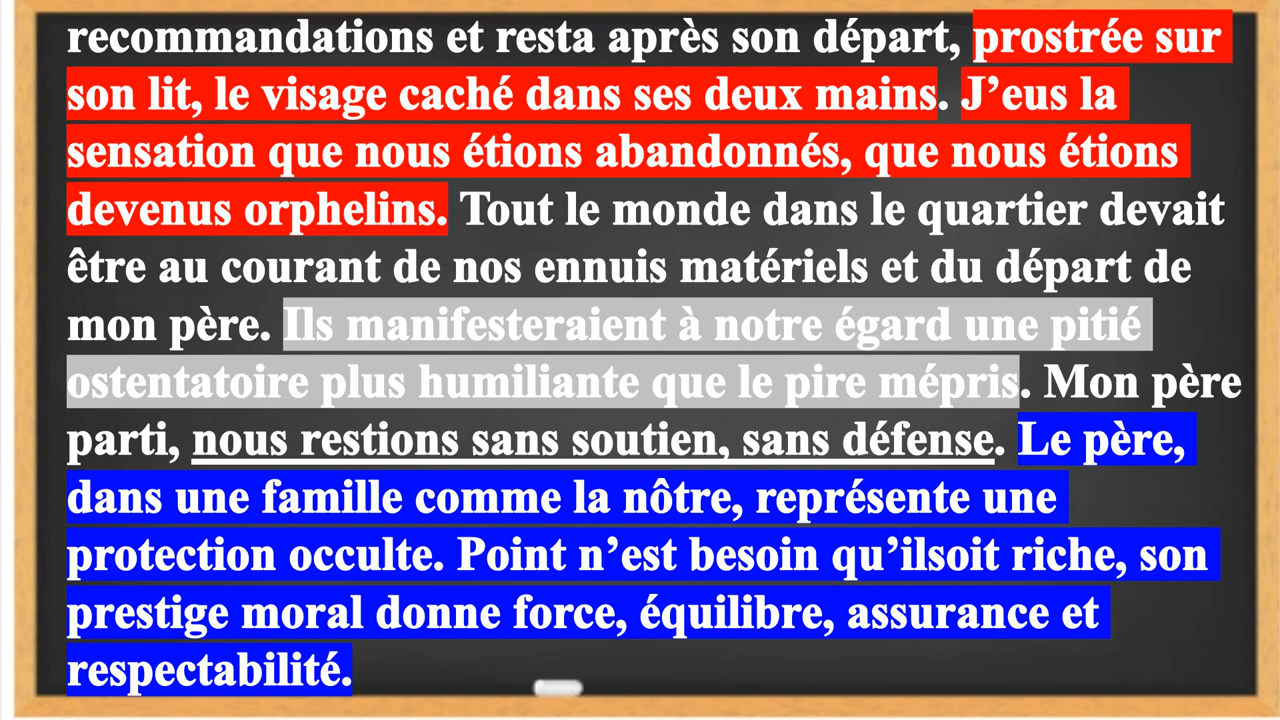 recommandations et resta après son départ, prostrée sur
son lit, le visage caché dans ses deux mains. J’eus la
sensation que nous étions abandonnés, que nous étions
devenus orphelins. Tout le monde dans le quartier devait
être au courant de nos ennuis matériels et du départ de
mon père. Ils manifesteraient à notre égard une pitié
ostentatoire plus humiliante que le pire mépris. Mon père
parti, nous restions sans soutien, sans défense. Le père,
dans une famille comme la nôtre, représente une
protection occulte. Point n’est besoin qu’ilsoit riche, son
prestige moral donne force, équilibre, assurance et
respectabilité.